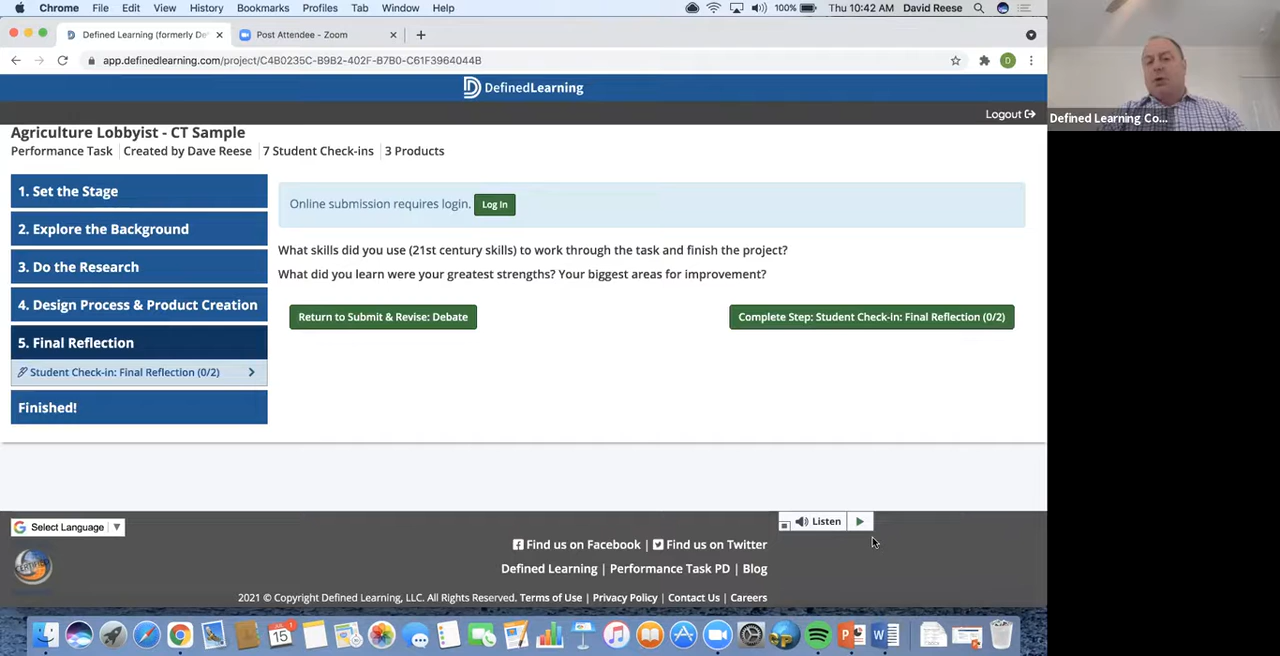 Chrome File Edit View History Bookmarks Profiles Tab Window Help 100% Thu 10:42 AM David Reese
Defined Learning (formerly De
Post Attendee - Zoom
app.definedlearning.com/project/C4B0235C-B9B2-402F-B7B0-C61F3964044B
D
DefinedLearning
Logout
Defined Learning Co...
Agriculture Lobbyist - CT Sample
Performance Task | Created by Dave Reese | 7 Student Check-ins | 3 Products
1. Set the Stage
2. Explore the Background
3. Do the Research
4. Design Process & Product Creation
5. Final Reflection
Student Check-in: Final Reflection (0/2)
Finished!
Online submission requires login. Log In
What skills did you use (21st century skills) to work through the task and finish the project?
What did you learn were your greatest strengths? Your biggest areas for improvement?
Return to Submit & Revise: Debate
Complete Step: Student Check-in: Final Reflection (0/2)
Select Language
Listen
Find us on Facebook | Find us on Twitter
Defined Learning | Performance Task PD | Blog
2021 © Copyright Defined Learning, LLC. All Rights Reserved. Terms of Use | Privacy Policy | Contact Us | Careers
15
1